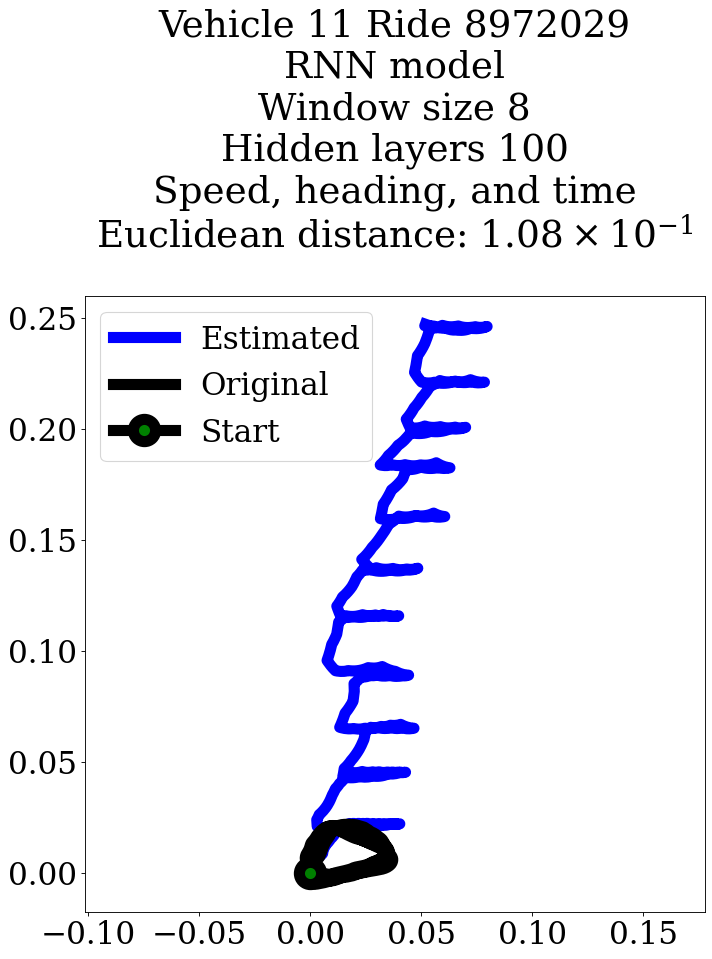 Vehicle 11 Ride 8972029
RNN model
Window size 8
Hidden layers 100
Speed, heading, and time
Euclidean distance: 1.08 × 10⁻¹
Estimated
Original
Start
0.25
0.20
0.15
0.10
0.05
0.00
−0.10 −0.05 0.00 0.05 0.10 0.15